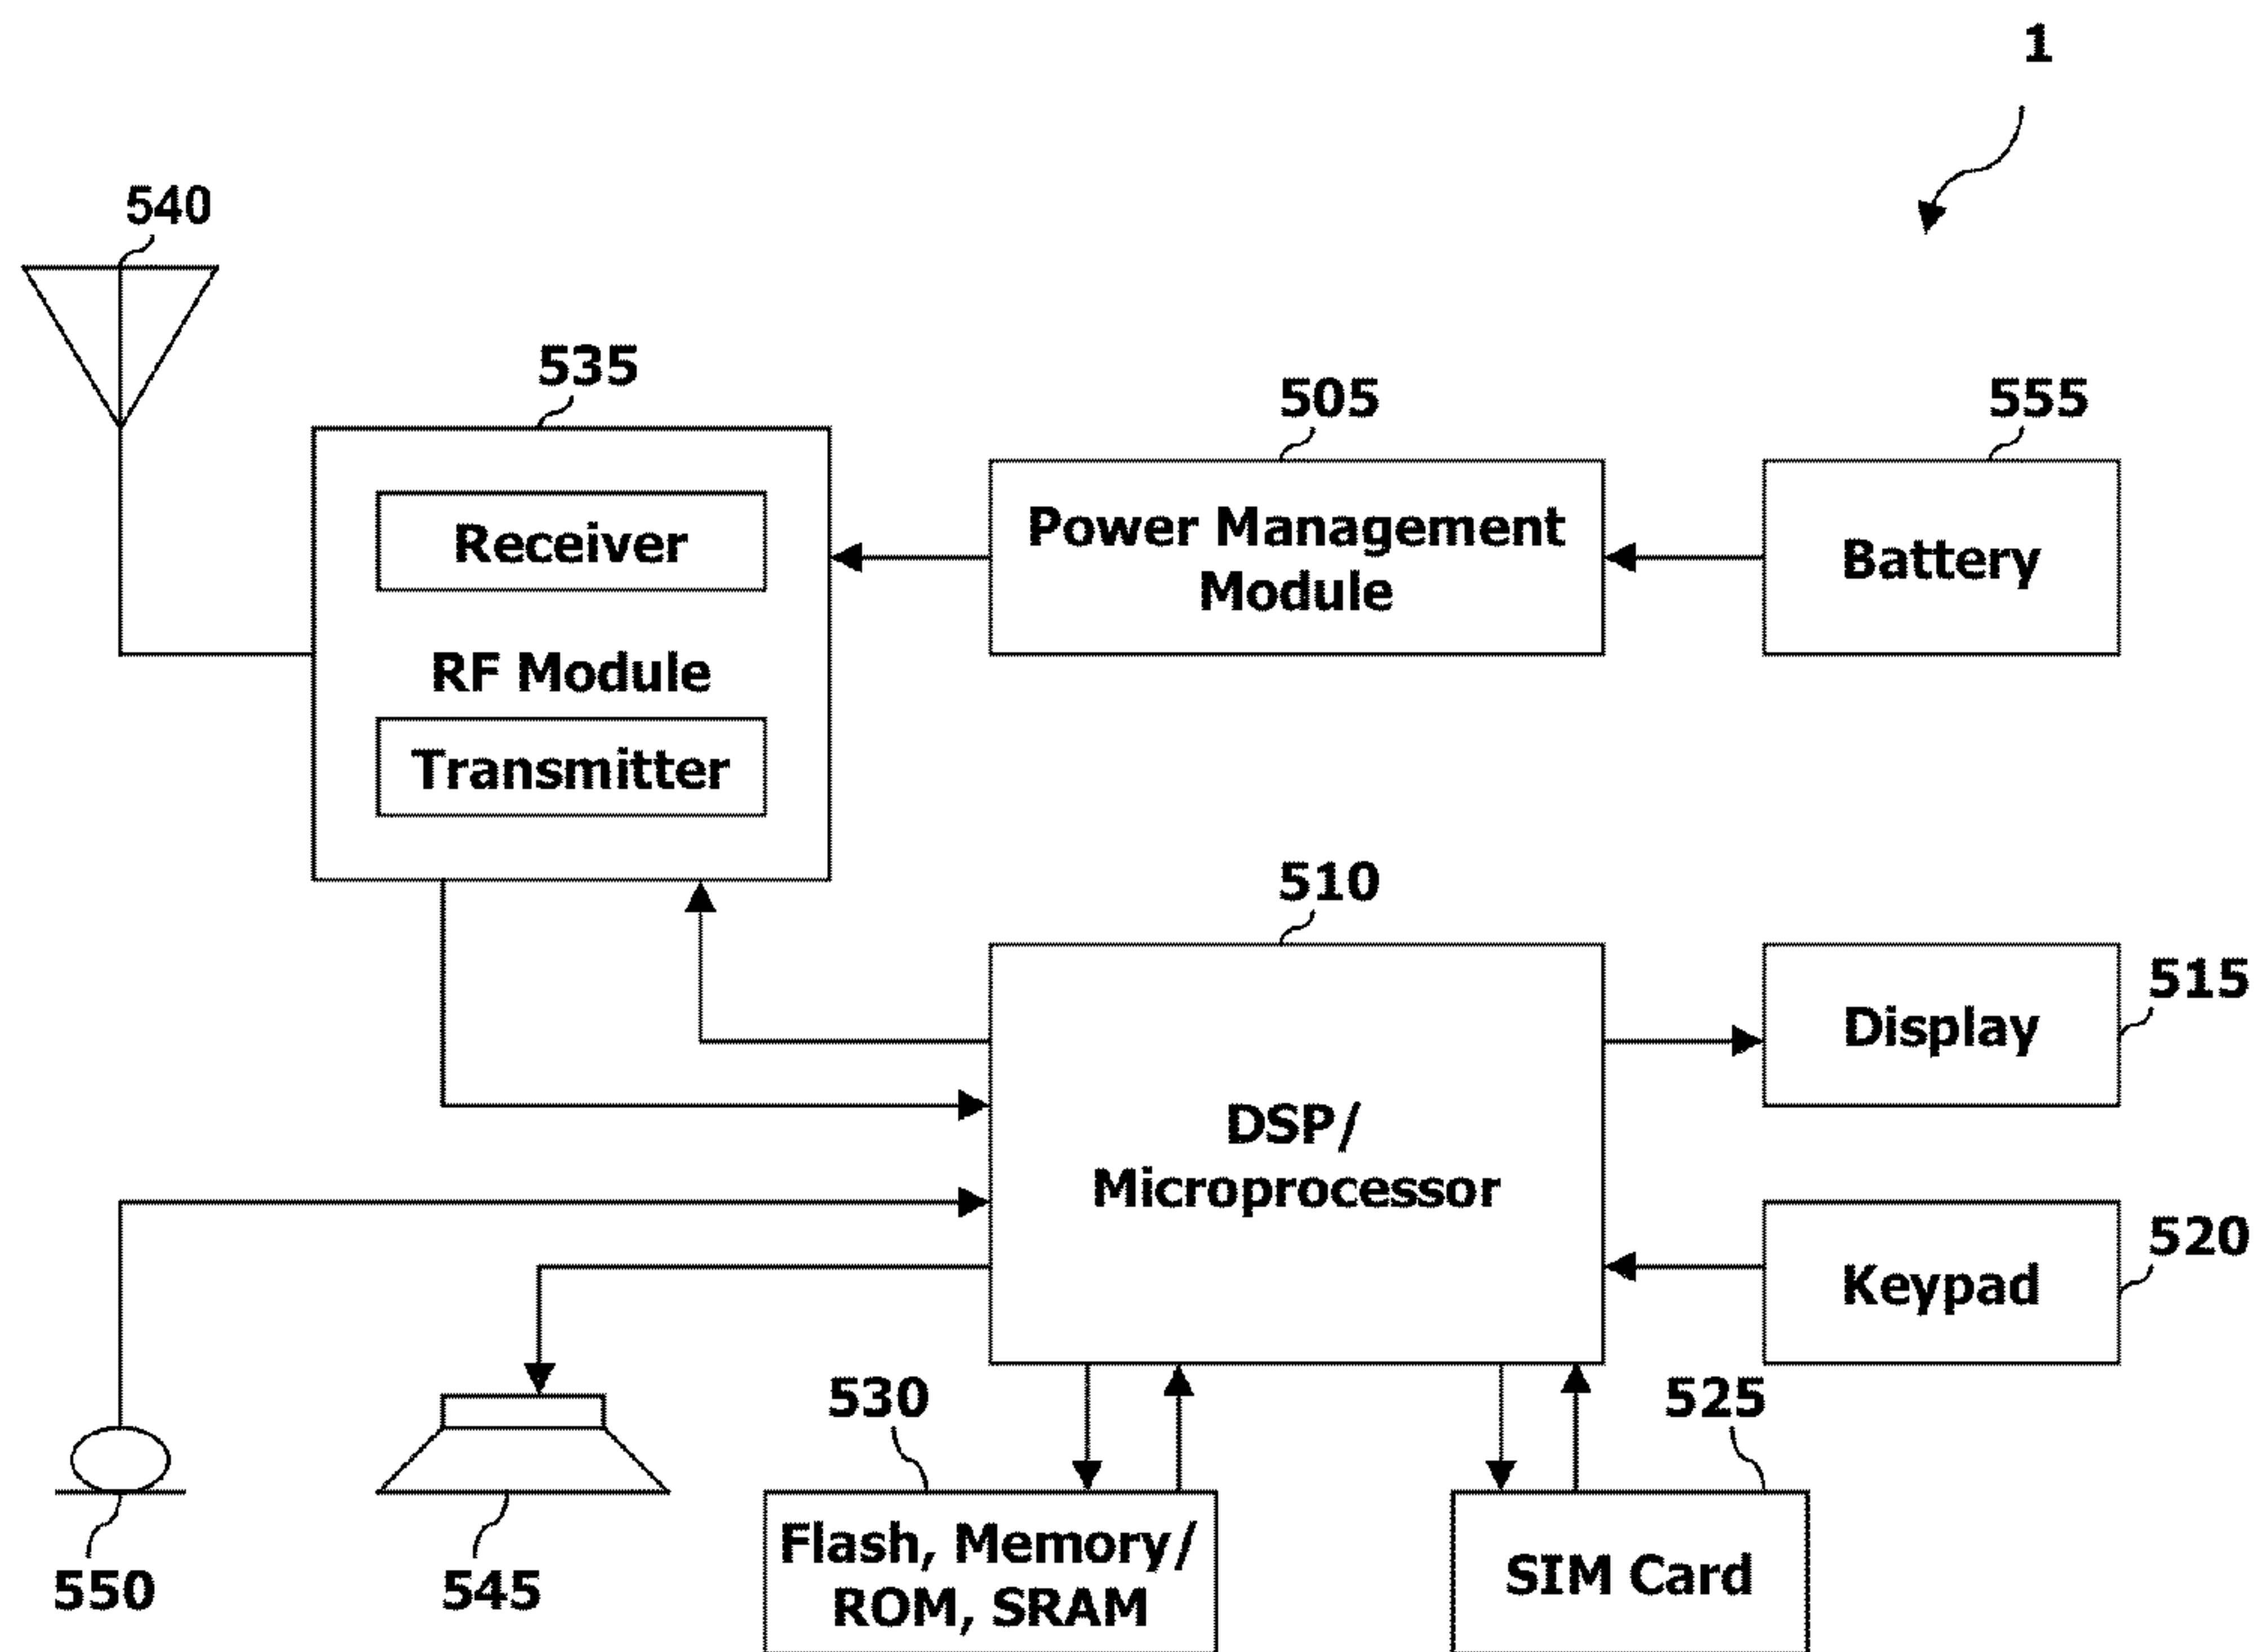 1
540
535
505
555
Receiver
Power Management
Module
Battery
RF Module
Transmitter
510
515
Display
DSP/
Microprocessor
520
Keypad
530
525
550
545
Flash, Memory/
ROM, SRAM
SIM Card